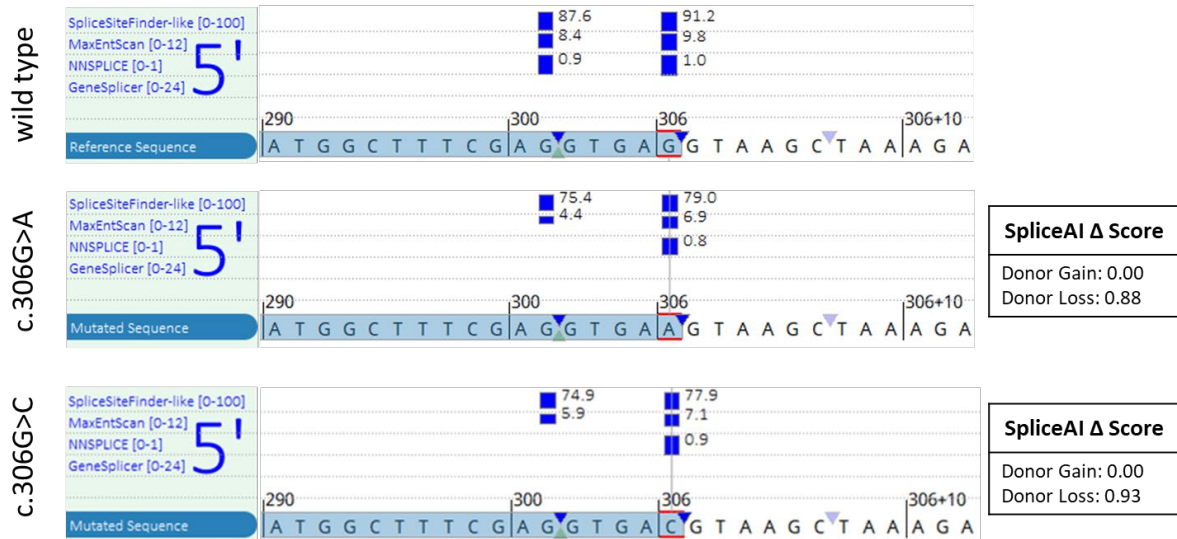 wild type
SpliceSiteFinder-like [0-100]
MaxEntScan [0-12]
NNSPLICE [0-1]
GeneSplicer [0-24]
5'
87.6
8.4
0.9
91.2
9.8
1.0
290 300 306 306+10
Reference Sequence
A T G G C T T T C G A G G T G A G G T A A G C T A A A G A
c.306G>A
SpliceSiteFinder-like [0-100]
MaxEntScan [0-12]
NNSPLICE [0-1]
GeneSplicer [0-24]
5'
75.4
4.4
79.0
6.9
0.8
290 300 306 306+10
Mutated Sequence
A T G G C T T T C G A G G T G A A G T A A G C T A A A G A
SpliceAI Δ Score
Donor Gain: 0.00
Donor Loss: 0.88
c.306G>C
SpliceSiteFinder-like [0-100]
MaxEntScan [0-12]
NNSPLICE [0-1]
GeneSplicer [0-24]
5'
74.9
5.9
77.9
7.1
0.9
290 300 306 306+10
Mutated Sequence
A T G G C T T T C G A G G T G A C G T A A G C T A A A G A
SpliceAI Δ Score
Donor Gain: 0.00
Donor Loss: 0.93